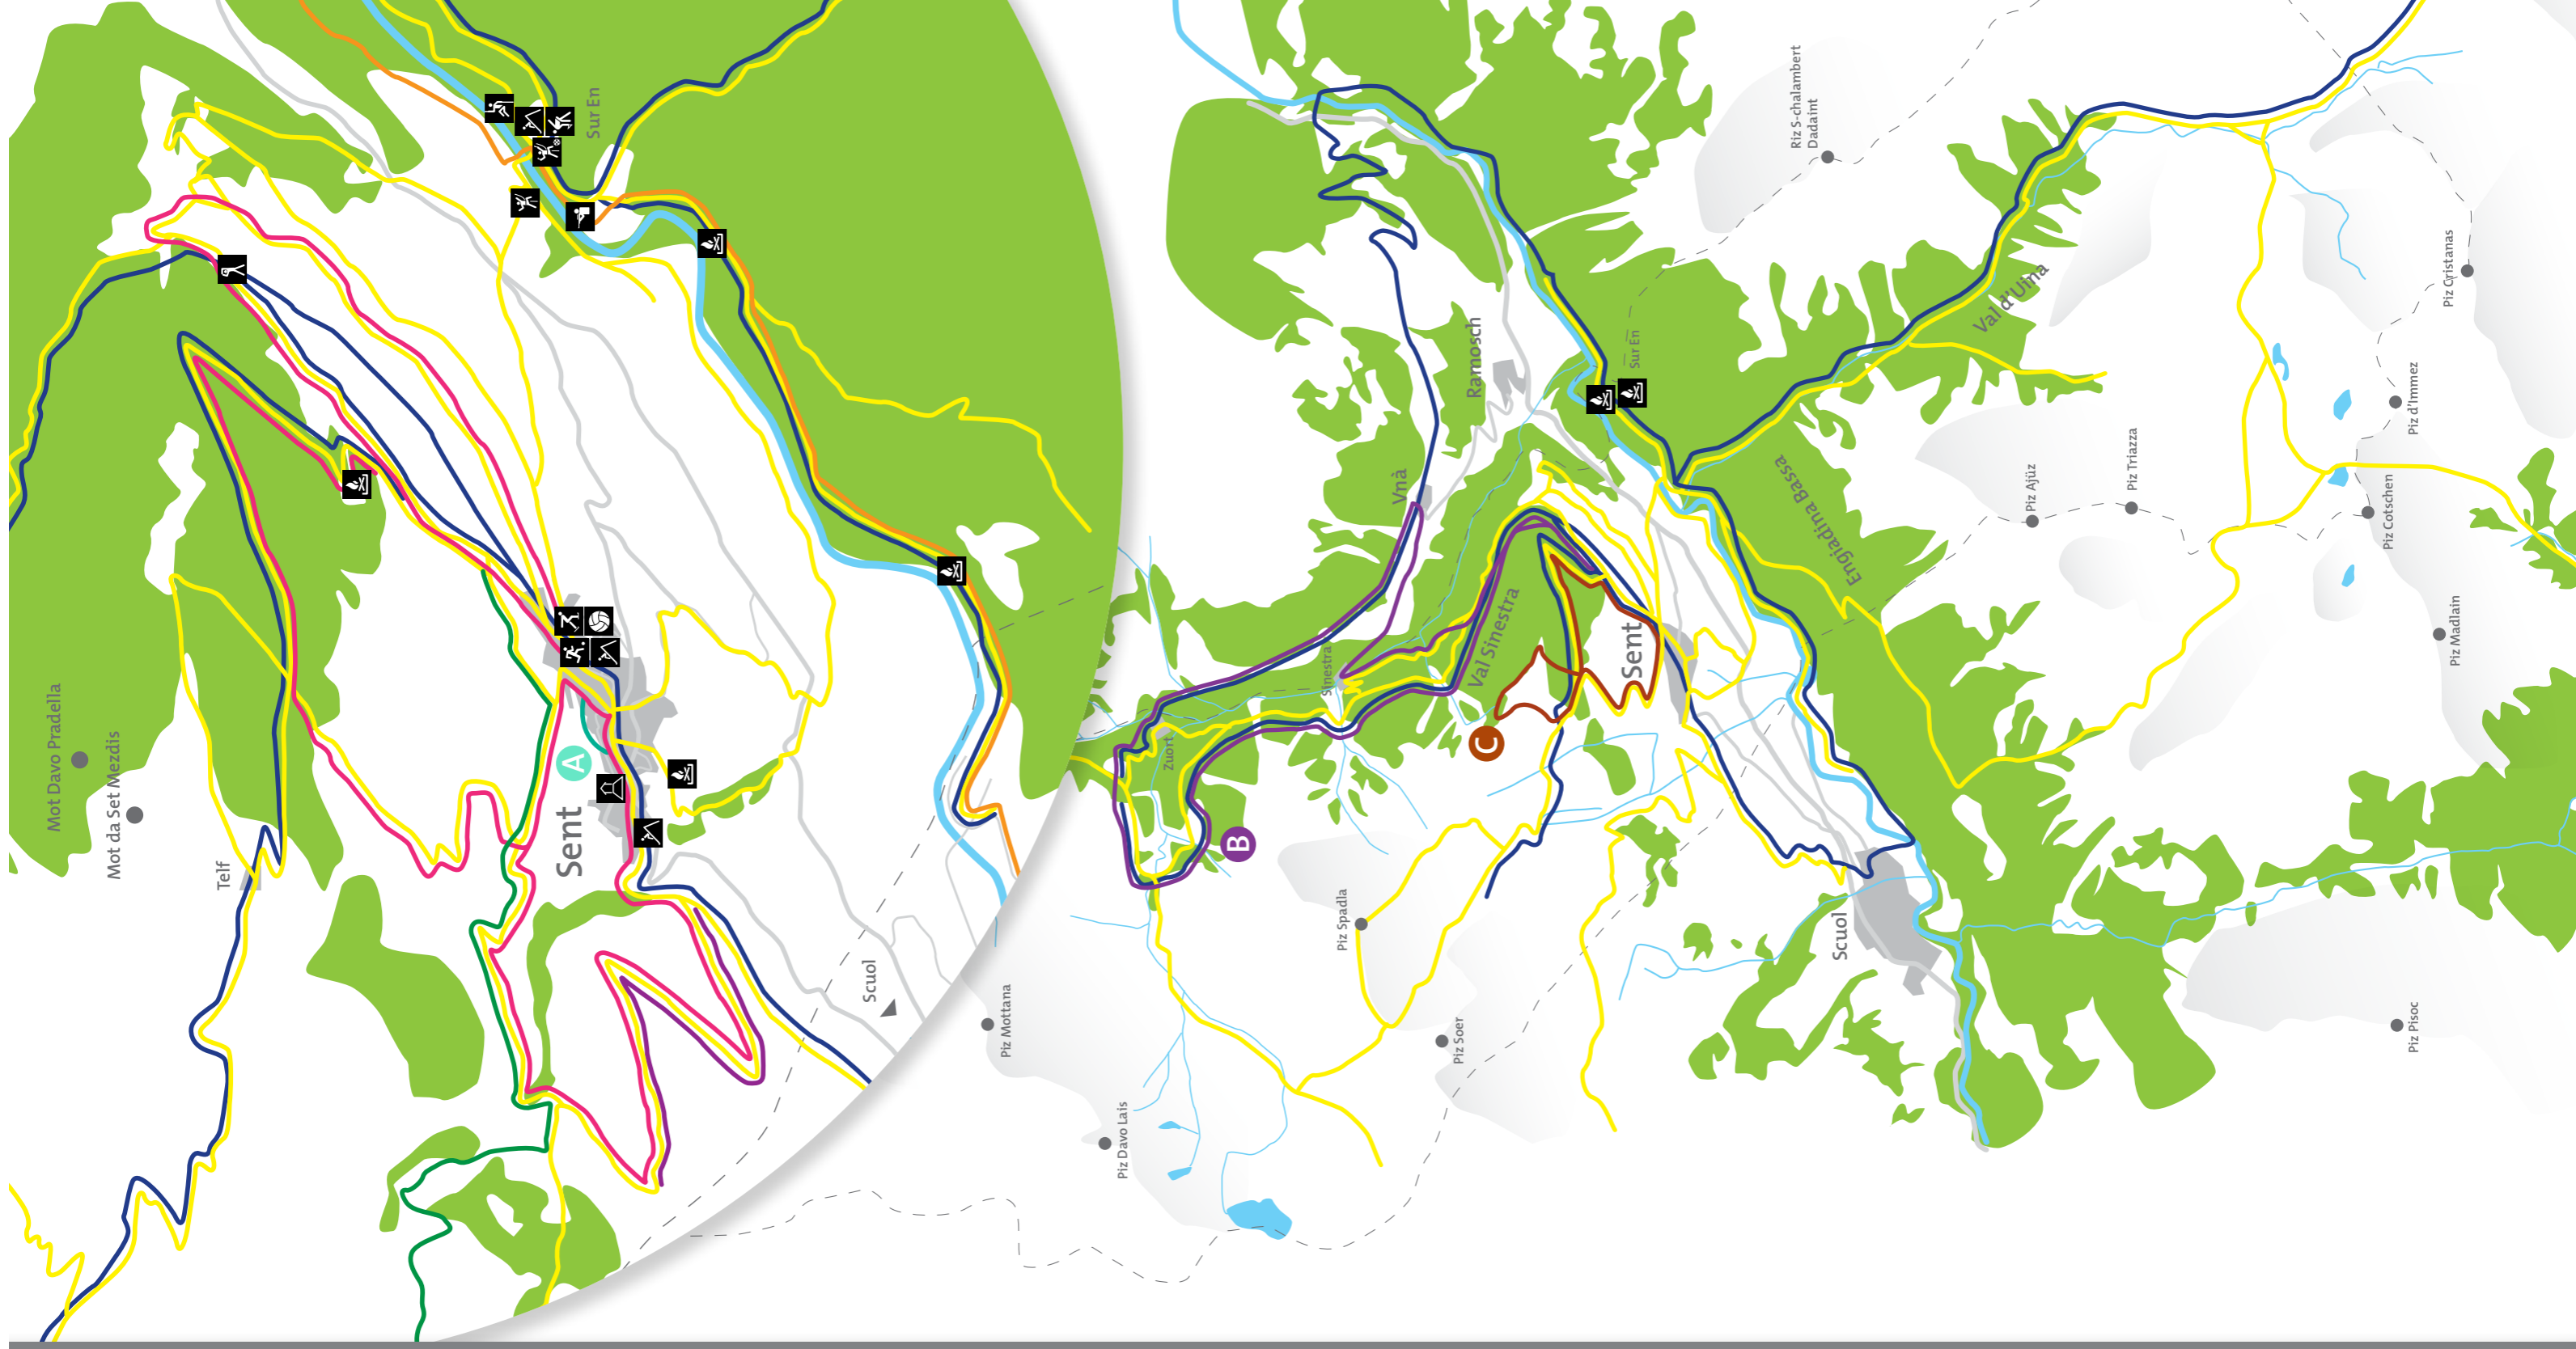 Mot Davo Pradella
Mot da Set Mezdis
Telf
Sent
A
Sur En
Scuol
Piz Mottana
Piz Davo Lais
B
Zuort
Sinestra
Vnà
Ramosch
Val Sinestra
C
Sent
Sur En
Piz Spadla
Piz Soer
Engiadina Bassa
Scuol
Riz S-chalambert
Dadaint
Val d'Uina
Piz Ajüz
Piz Triazza
Piz Cristanas
Piz d'Immez
Piz Cotschen
Piz Madlain
Piz Pisoc